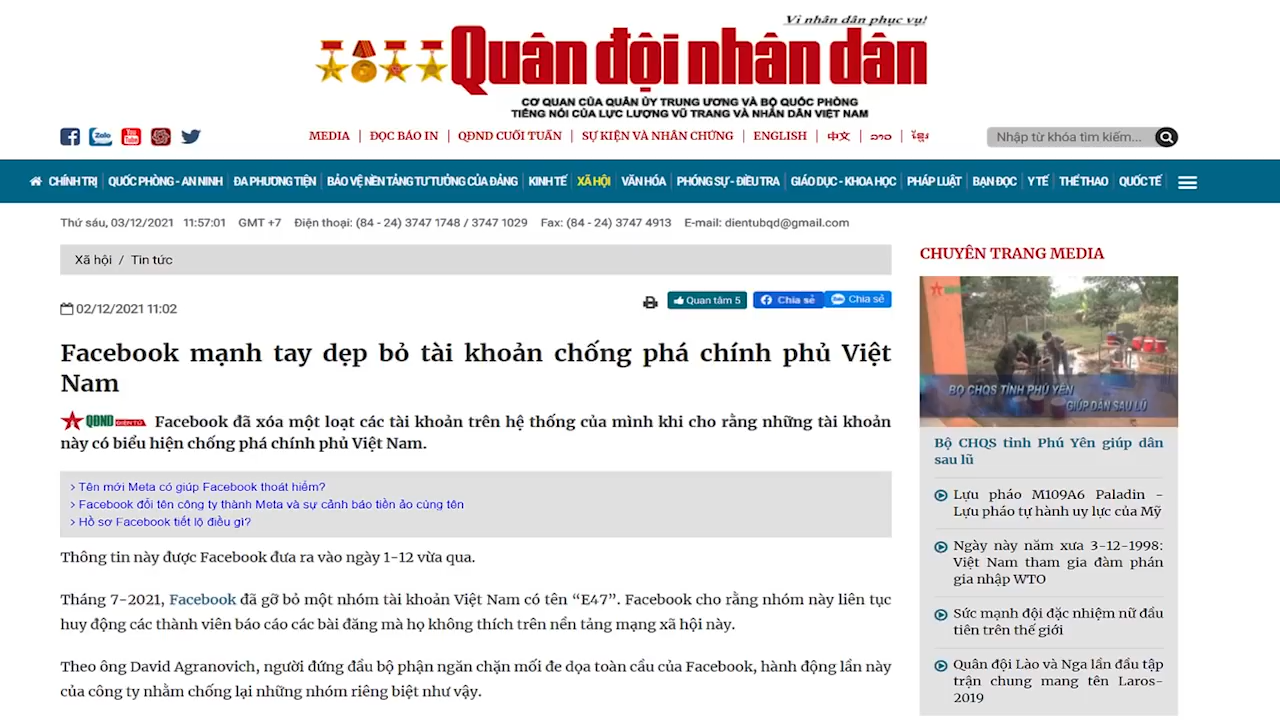 Vì nhân dân phục vụ!
Quân đội nhân dân
CƠ QUAN CỦA QUÂN ỦY TRUNG ƯƠNG VÀ BỘ QUỐC PHÒNG
TIẾNG NÓI CỦA LỰC LƯỢNG VŨ TRANG VÀ NHÂN DÂN VIỆT NAM
MEDIA | ĐỌC BÁO IN | QĐND CUỐI TUẦN | SỰ KIỆN VÀ NHÂN CHỨNG | ENGLISH | 中文 | ລາວ | ខ្មែរ
Nhập từ khóa tìm kiếm...
CHÍNH TRỊ QUỐC PHÒNG - AN NINH ĐA PHƯƠNG TIỆN BẢO VỆ NỀN TẢNG TƯ TƯỞNG CỦA ĐẢNG KINH TẾ XÃ HỘI VĂN HÓA PHÓNG SỰ - ĐIỀU TRA GIÁO DỤC - KHOA HỌC PHÁP LUẬT BẠN ĐỌC Y TẾ THỂ THAO QUỐC TẾ
Thứ sáu, 03/12/2021 11:57:01 GMT +7 Điện thoại: (84 - 24) 3747 1748 / 3747 1029 Fax: (84 - 24) 3747 4913 E-mail: dientubqd@gmail.com
Xã hội / Tin tức
02/12/2021 11:02
Quan tâm 5
Chia sẻ
Zalo Chia sẻ
Facebook mạnh tay dẹp bỏ tài khoản chống phá chính phủ Việt
Nam
QĐND ĐIỆN TỬ Facebook đã xóa một loạt các tài khoản trên hệ thống của mình khi cho rằng những tài khoản
này có biểu hiện chống phá chính phủ Việt Nam.
> Tên mới Meta có giúp Facebook thoát hiểm?
> Facebook đổi tên công ty thành Meta và sự cảnh báo tiền ảo cùng tên
> Hồ sơ Facebook tiết lộ điều gì?
Thông tin này được Facebook đưa ra vào ngày 1-12 vừa qua.
Tháng 7-2021, Facebook đã gỡ bỏ một nhóm tài khoản Việt Nam có tên “E47”. Facebook cho rằng nhóm này liên tục
huy động các thành viên báo cáo các bài đăng mà họ không thích trên nền tảng mạng xã hội này.
Theo ông David Agranovich, người đứng đầu bộ phận ngăn chặn mối đe dọa toàn cầu của Facebook, hành động lần này
của công ty nhằm chống lại những nhóm riêng biệt như vậy.
CHUYÊN TRANG MEDIA
BỘ CHQS TỈNH PHÚ YÊN
GIÚP DÂN SAU LŨ
Bộ CHQS tỉnh Phú Yên giúp dân
sau lũ
Lựu pháo M109A6 Paladin -
Lựu pháo tự hành uy lực của Mỹ
Ngày này năm xưa 3-12-1998:
Việt Nam tham gia đàm phán
gia nhập WTO
Sức mạnh đội đặc nhiệm nữ đầu
tiên trên thế giới
Quân đội Lào và Nga lần đầu tập
trận chung mang tên Laros-
2019